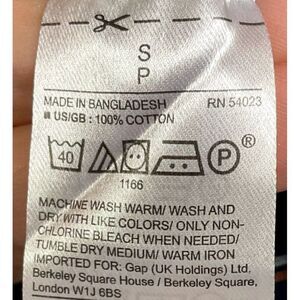 S
P
MADE IN BANGLADESH RN 54023
US/GB : 100% COTTON
40 P ®
1166
MACHINE WASH WARM/ WASH AND
DRY WITH LIKE COLORS/ ONLY NON-
CHLORINE BLEACH WHEN NEEDED/
TUMBLE DRY MEDIUM/ WARM IRON
IMPORTED FOR: Gap (UK Holdings) Ltd,
Berkeley Square House / Berkeley Square,
London W1J 6BS